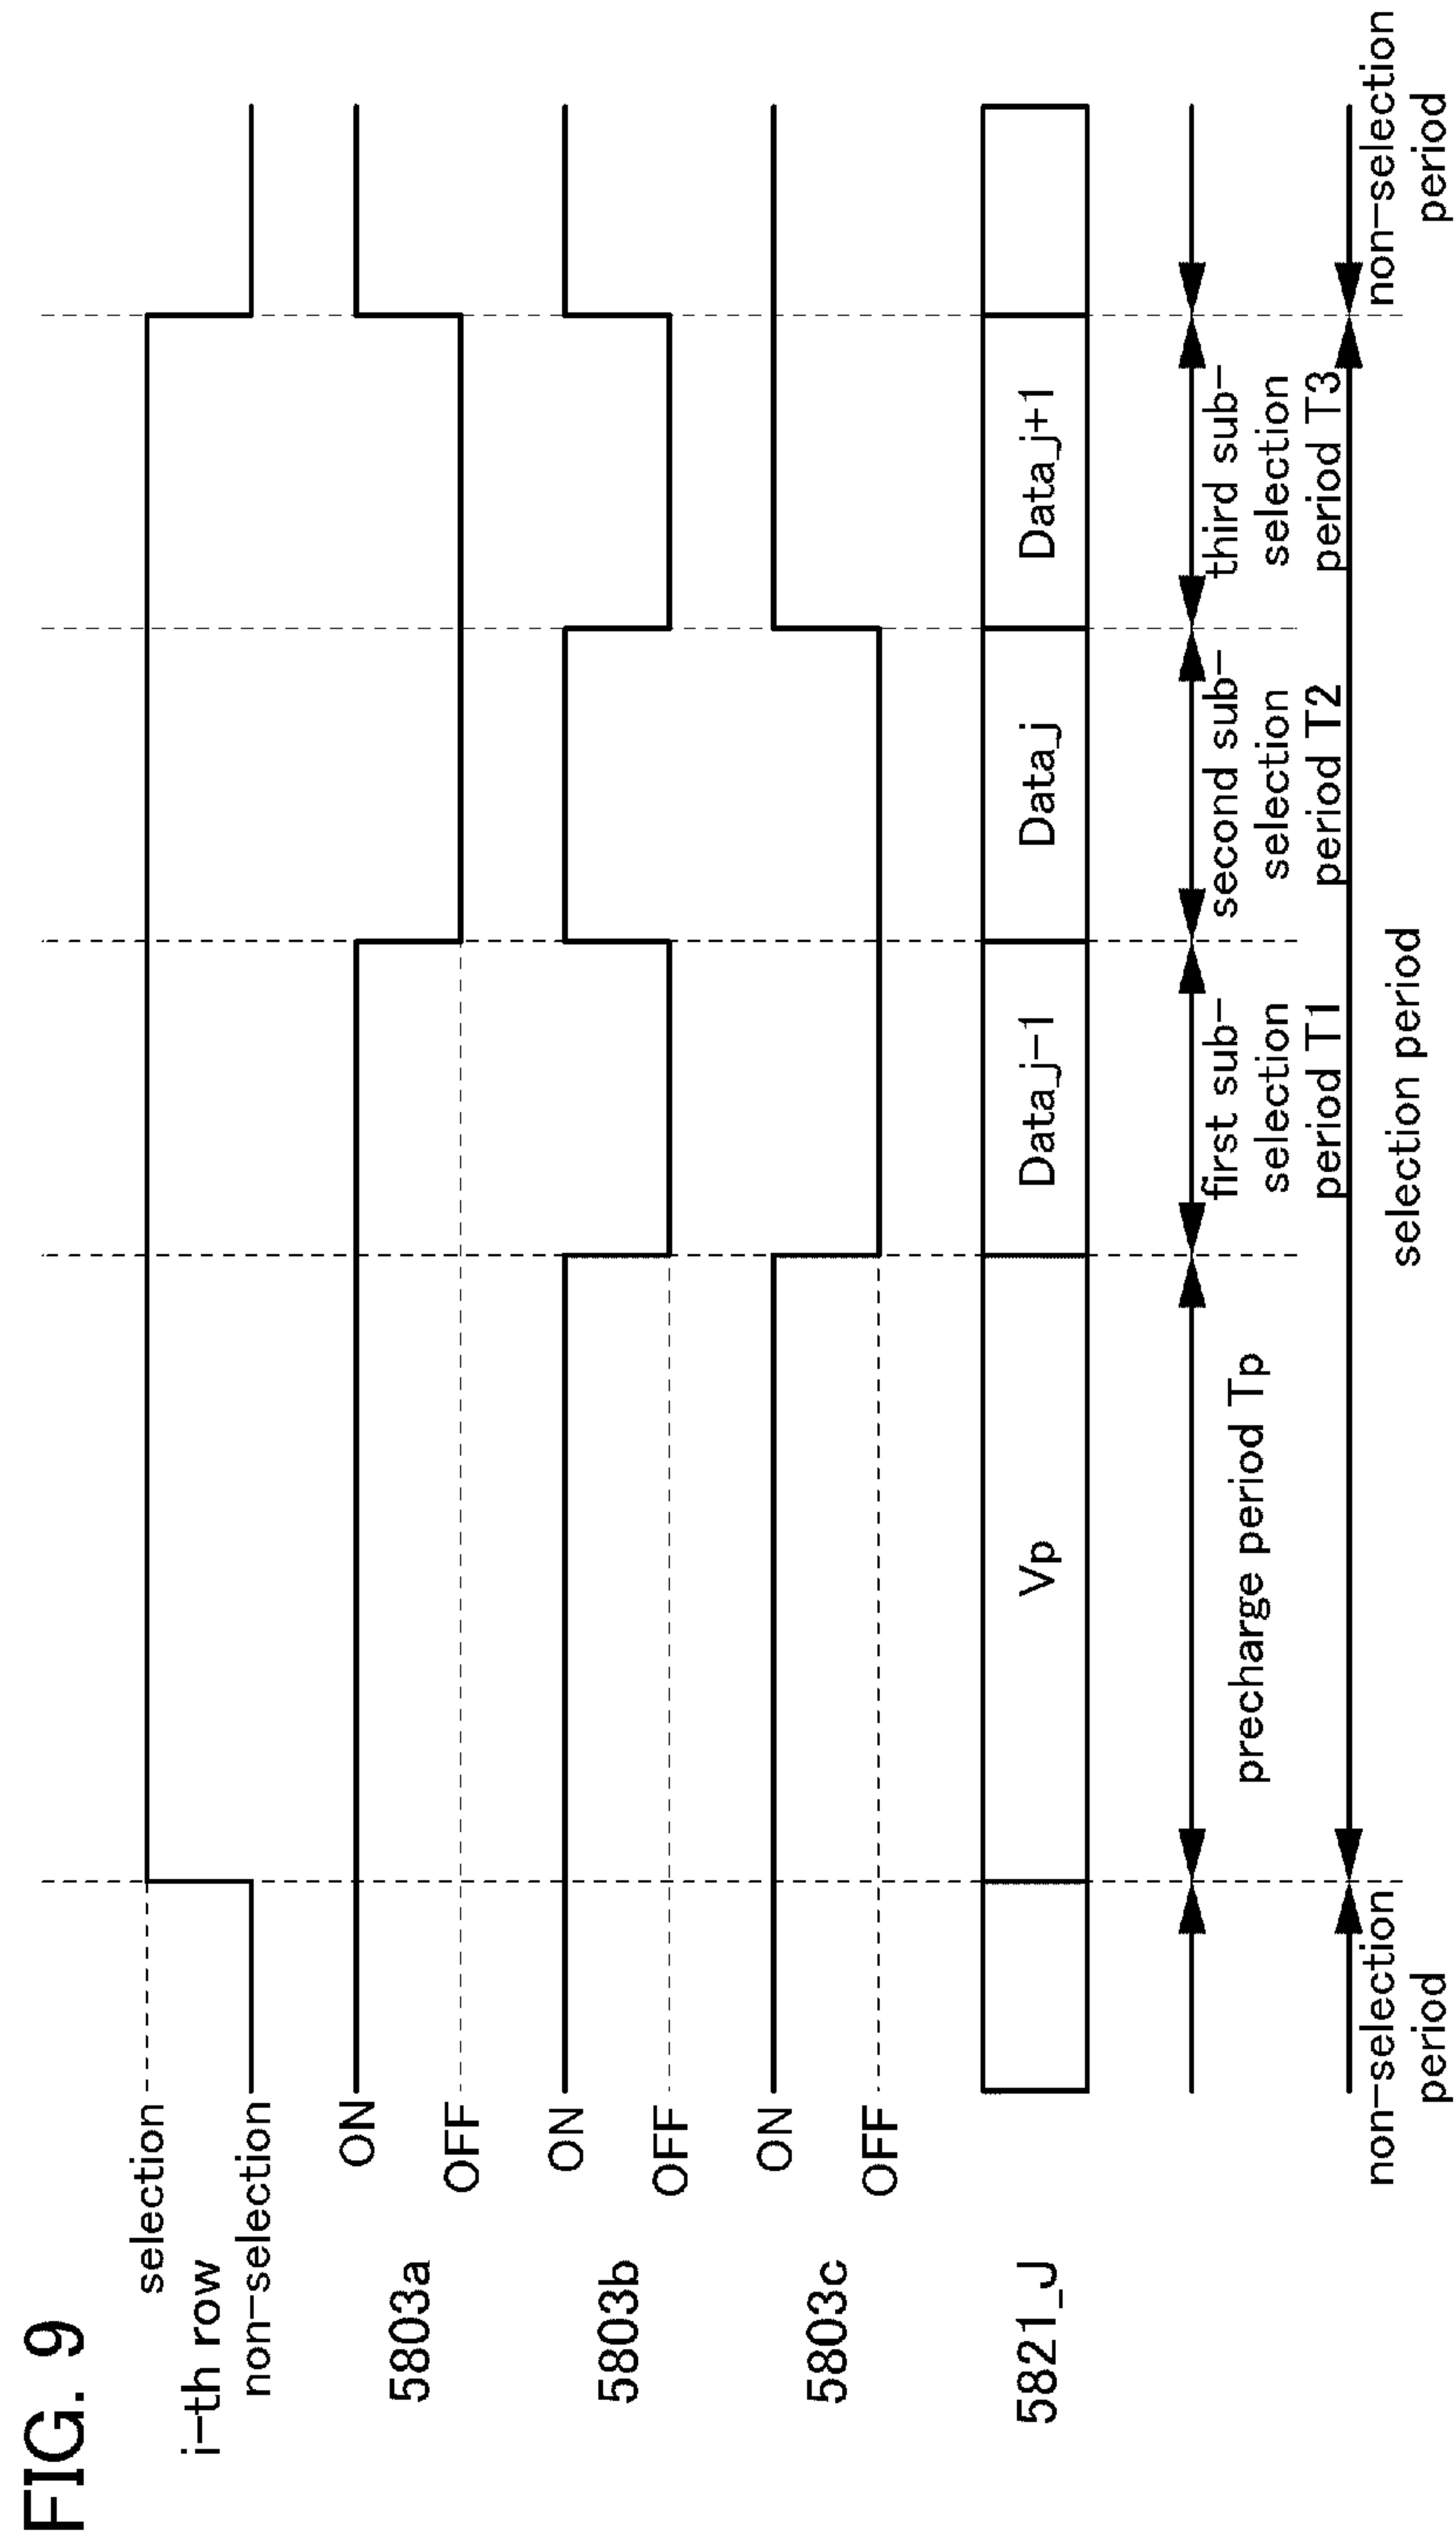 FIG. 9
selection
i-th row
non-selection
ON
5803a
OFF
ON
5803b
OFF
ON
5803c
OFF
5821_J
Vp
Data_j-1
Data_j
Data_j+1
precharge period Tp
first sub-
selection
period T1
second sub-
selection
period T2
third sub-
selection
period T3
non-selection
period
selection period
non-selection
period